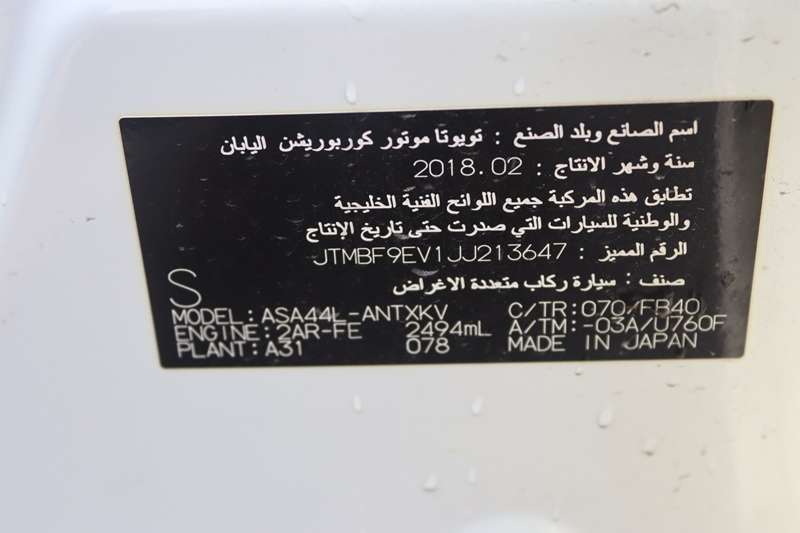 اسم الصانع وبلد الصنع : تويوتا موتور كوربوريشن اليابان
سنة وشهر الانتاج : 2018.02
تطابق هذه المركبة جميع اللوائح الفنية الخليجية
والوطنية للسيارات التي صدرت حتى تاريخ الإنتاج
الرقم المميز : JTMBF9EV1JJ213647
صنف : سيارة ركاب متعددة الاغراض
S
MODEL: ASA44L-ANTXKV C/TR: 070/FB40
ENGINE: 2AR-FE 2494mL A/TM: -03A/U760F
PLANT: A31 078 MADE IN JAPAN